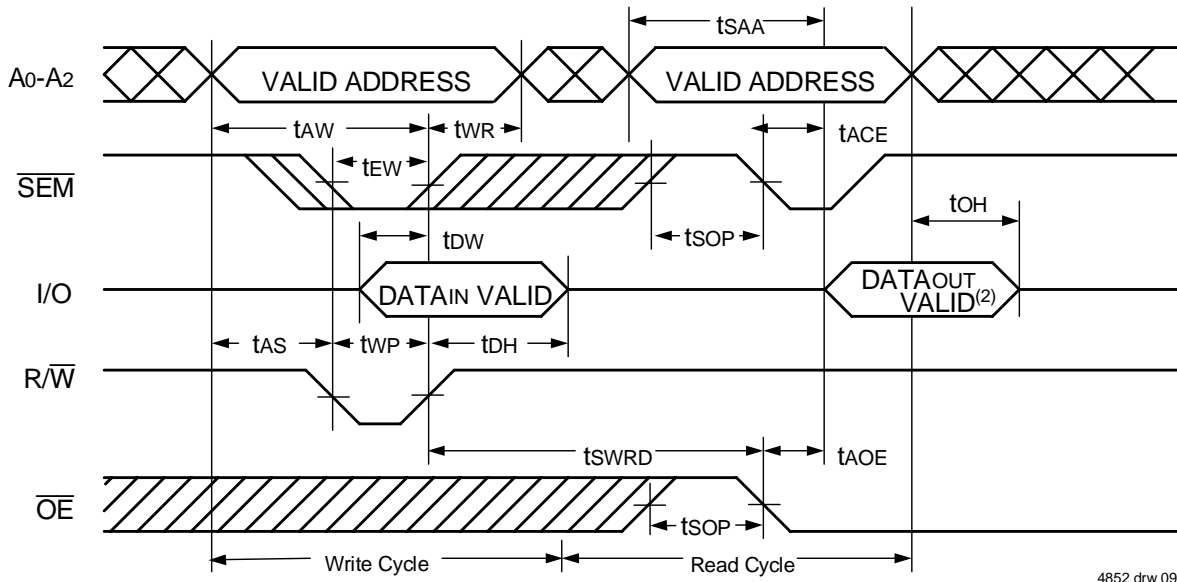 tSAA
A0-A2
VALID ADDRESS
VALID ADDRESS
tAW
tWR
tACE
tEW
SEM
tOH
tSOP
tDW
I/O
DATAIN VALID
DATAOUT
VALID(2)
tAS
tWP
tDH
R/W
tSWRD
tAOE
OE
tSOP
Write Cycle
Read Cycle
4852 drw 09